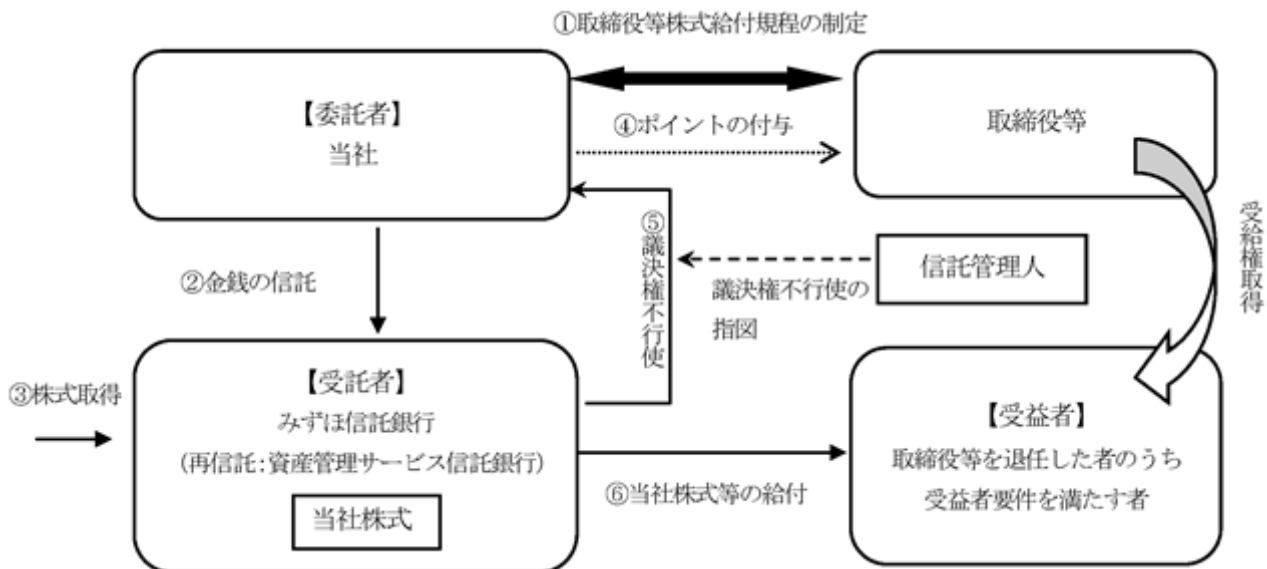 ①取締役等株式給付規程の制定
【委託者】
当社
④ポイントの付与
取締役等
②金銭の信託
⑤議決権不行使
議決権不行使の
指図
信託管理人
受給権取得
③株式取得
【受託者】
みずほ信託銀行
(再信託：資産管理サービス信託銀行)
当社株式
⑥当社株式等の給付
【受益者】
取締役等を退任した者のうち
受益者要件を満たす者